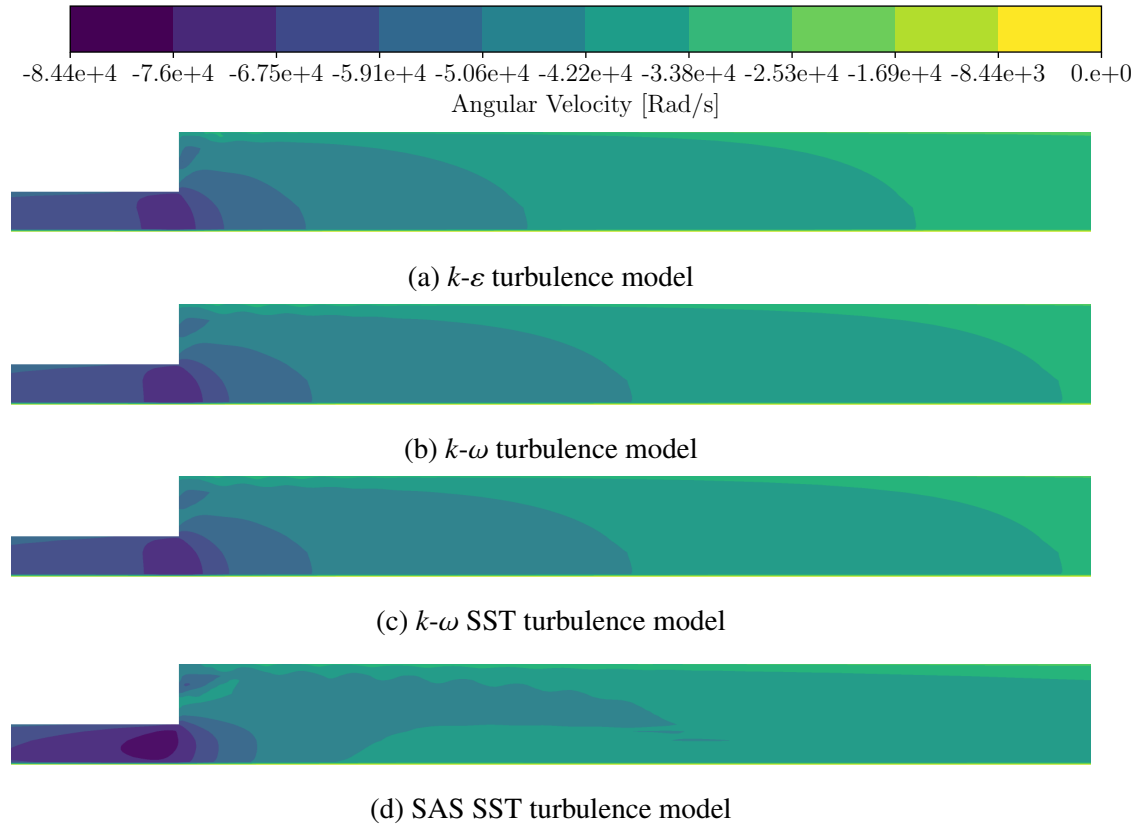 -8.44e+4 -7.6e+4 -6.75e+4 -5.91e+4 -5.06e+4 -4.22e+4 -3.38e+4 -2.53e+4 -1.69e+4 -8.44e+3 0.e+0
Angular Velocity [Rad/s]
(a) k-ε turbulence model
(b) k-ω turbulence model
(c) k-ω SST turbulence model
(d) SAS SST turbulence model